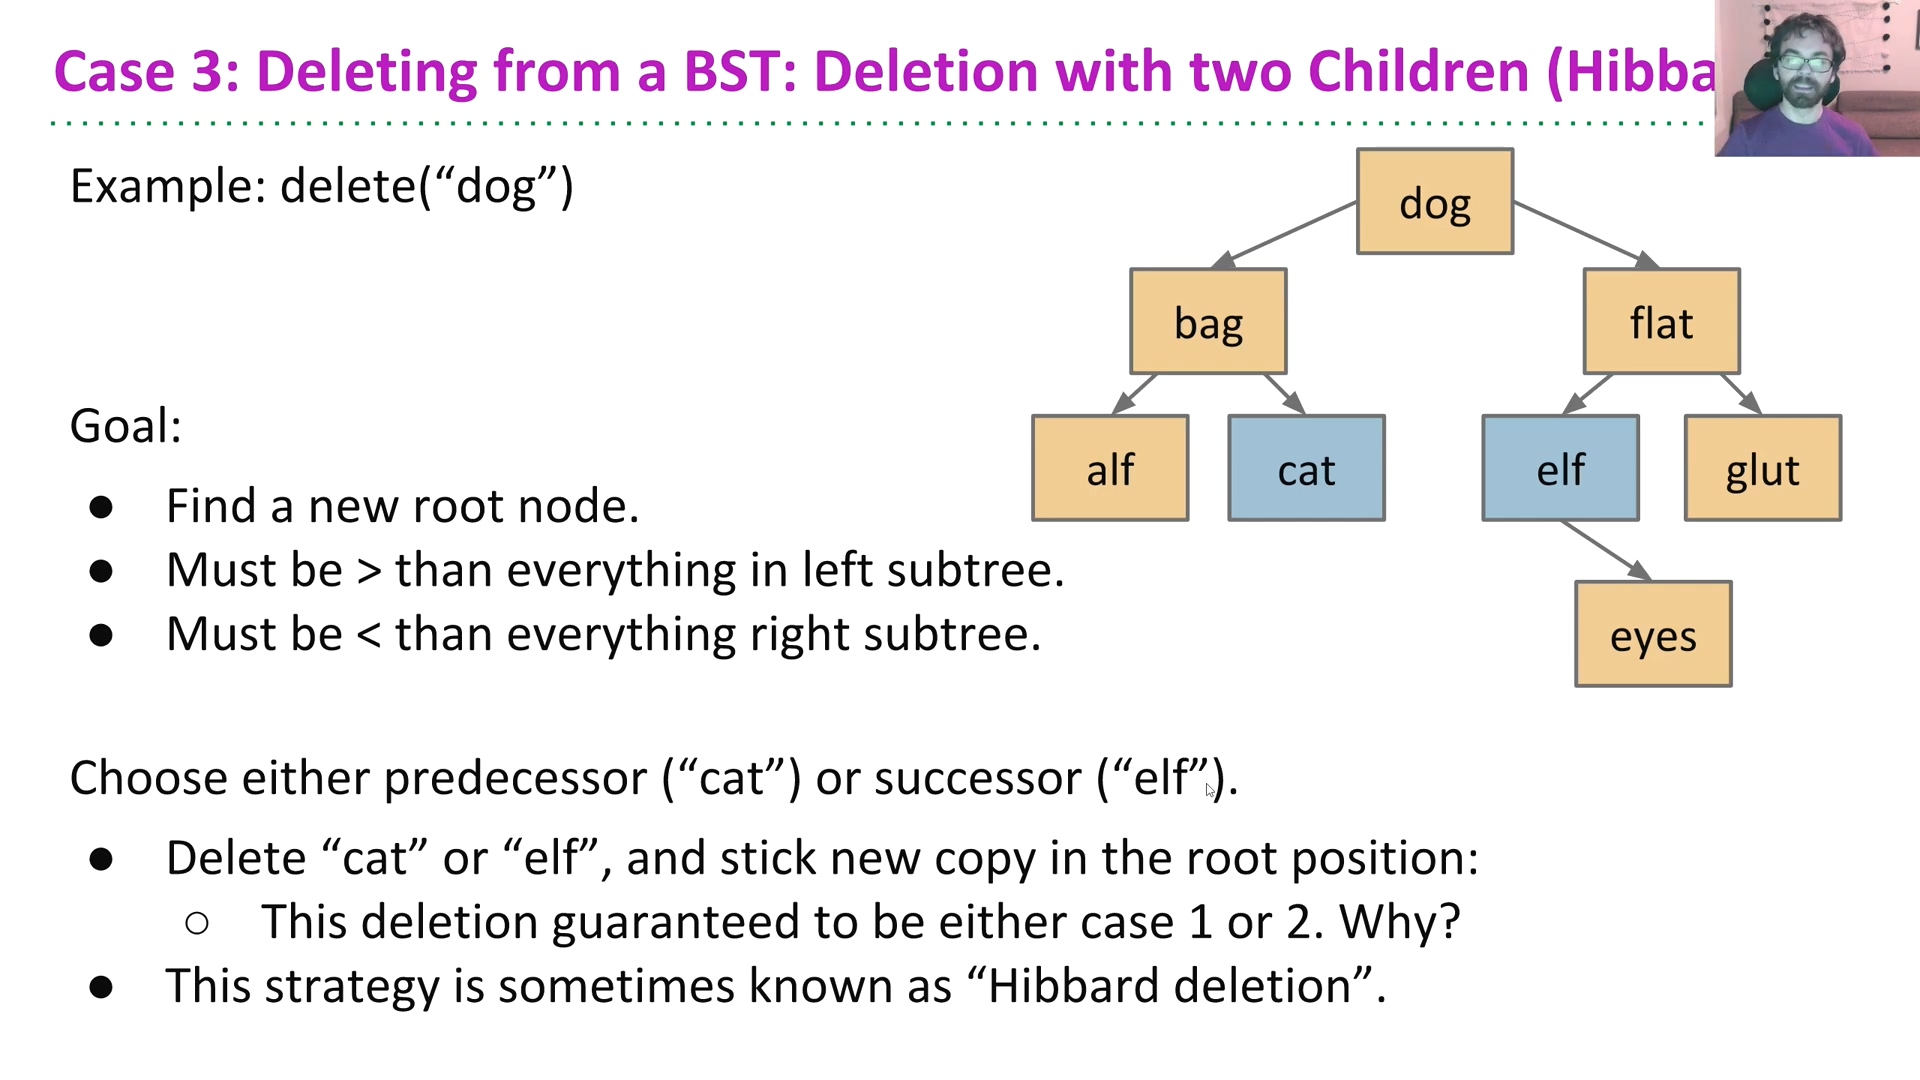 Case 3: Deleting from a BST: Deletion with two Children (Hibba
Example: delete(“dog”)
dog
bag
flat
alf
cat
elf
glut
eyes
Goal:
● Find a new root node.
● Must be > than everything in left subtree.
● Must be < than everything right subtree.
Choose either predecessor (“cat”) or successor (“elf”).
● Delete “cat” or “elf”, and stick new copy in the root position:
○ This deletion guaranteed to be either case 1 or 2. Why?
● This strategy is sometimes known as “Hibbard deletion”.